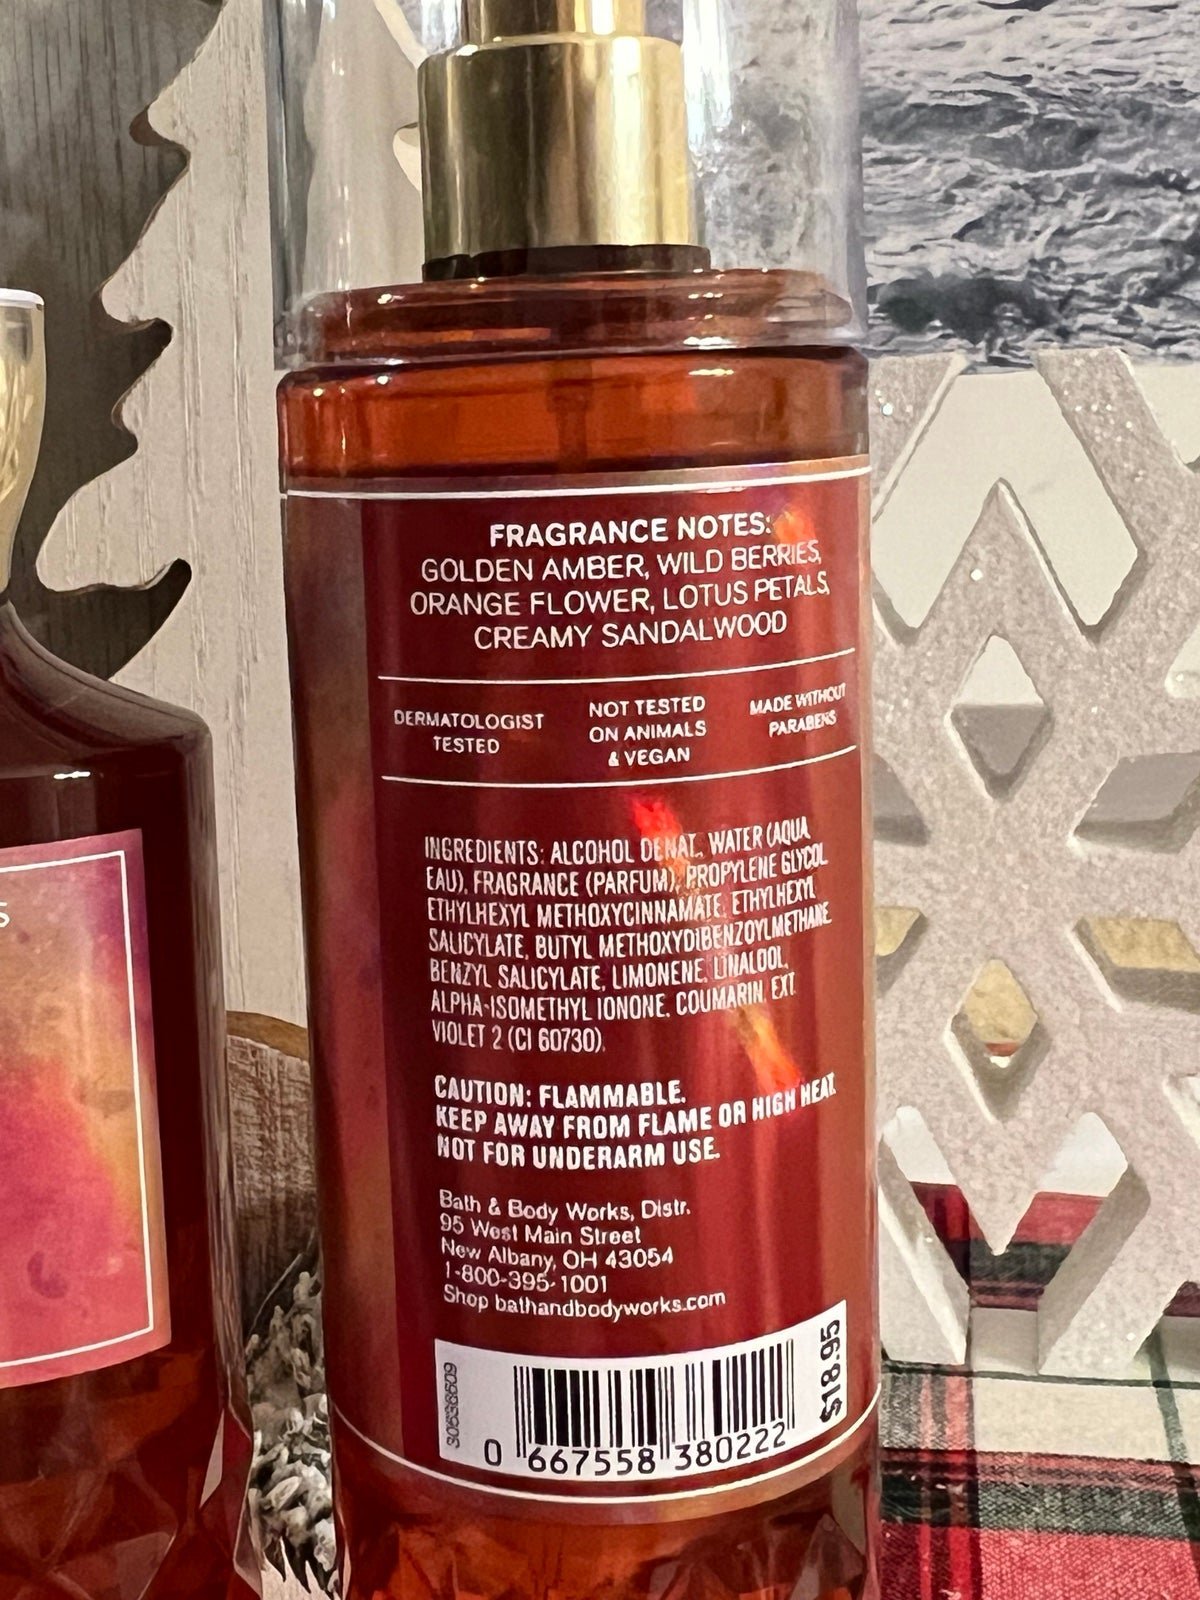 S
FRAGRANCE NOTES:
GOLDEN AMBER, WILD BERRIES,
ORANGE FLOWER, LOTUS PETALS,
CREAMY SANDALWOOD
DERMATOLOGIST
TESTED
NOT TESTED
ON ANIMALS
& VEGAN
MADE WITHOUT
PARABENS
INGREDIENTS: ALCOHOL DENAT., WATER (AQUA,
EAU), FRAGRANCE (PARFUM), PROPYLENE GLYCOL,
ETHYLHEXYL METHOXYCINNAMATE, ETHYLHEXYL
SALICYLATE, BUTYL METHOXYDIBENZOYLMETHANE,
BENZYL SALICYLATE, LIMONENE, LINALOOL,
ALPHA-ISOMETHYL IONONE, COUMARIN, EXT.
VIOLET 2 (CI 60730).
CAUTION: FLAMMABLE.
KEEP AWAY FROM FLAME OR HIGH HEAT.
NOT FOR UNDERARM USE.
Bath & Body Works, Distr.
95 West Main Street
New Albany, OH 43054
1-800-395-1001
Shop bathandbodyworks.com
$18.95
0 667558 380222